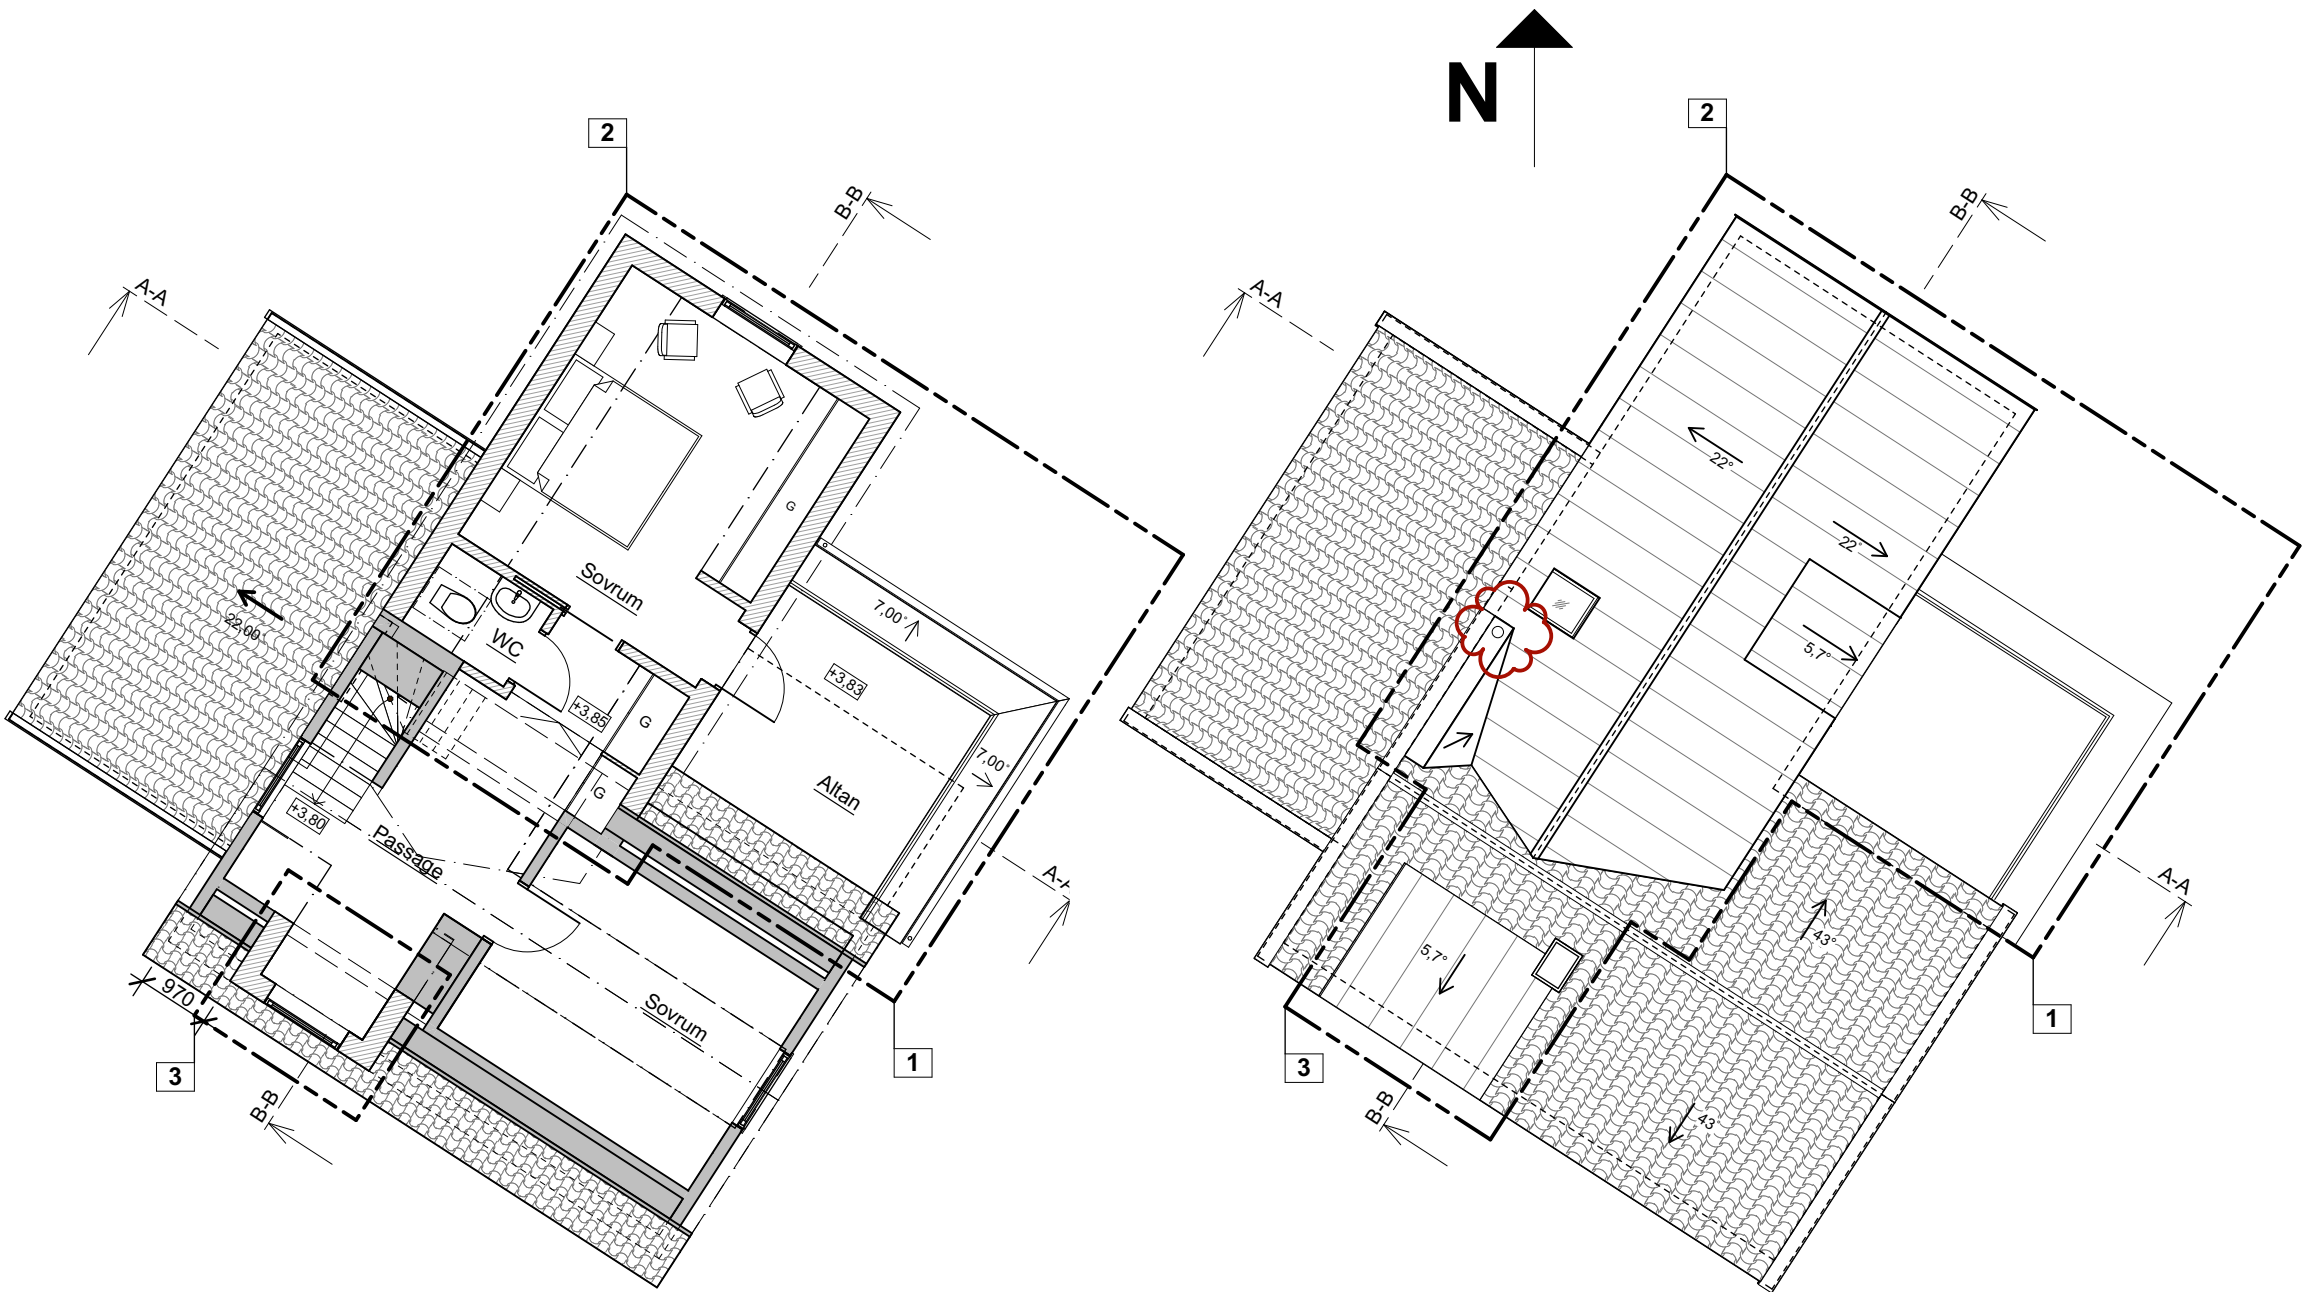 2
B-B
A-A
G
Sovrum
7,00°
+3,83
WC
22,00
+3,85
G
7,00°
Altan
G
+3,80
Passage
A-A
970
Sovrum
3
B-B
1
N
2
B-B
A-A
22°
22°
5,7°
A-A
43°
5,7°
1
3
43
B-B